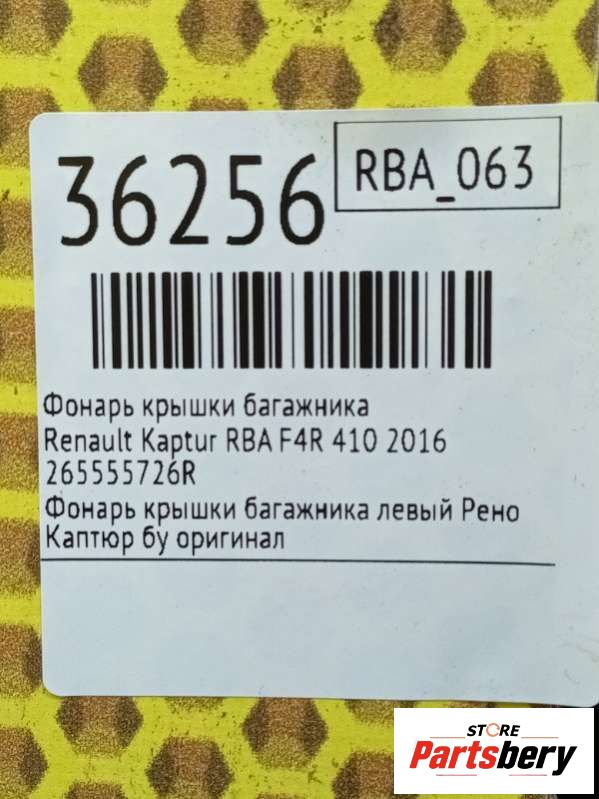 36256
RBA_063
Фонарь крышки багажника
Renault Kaptur RBA F4R 410 2016
265555726R
Фонарь крышки багажника левый Рено
Каптюр бу оригинал
STORE
Partsbery